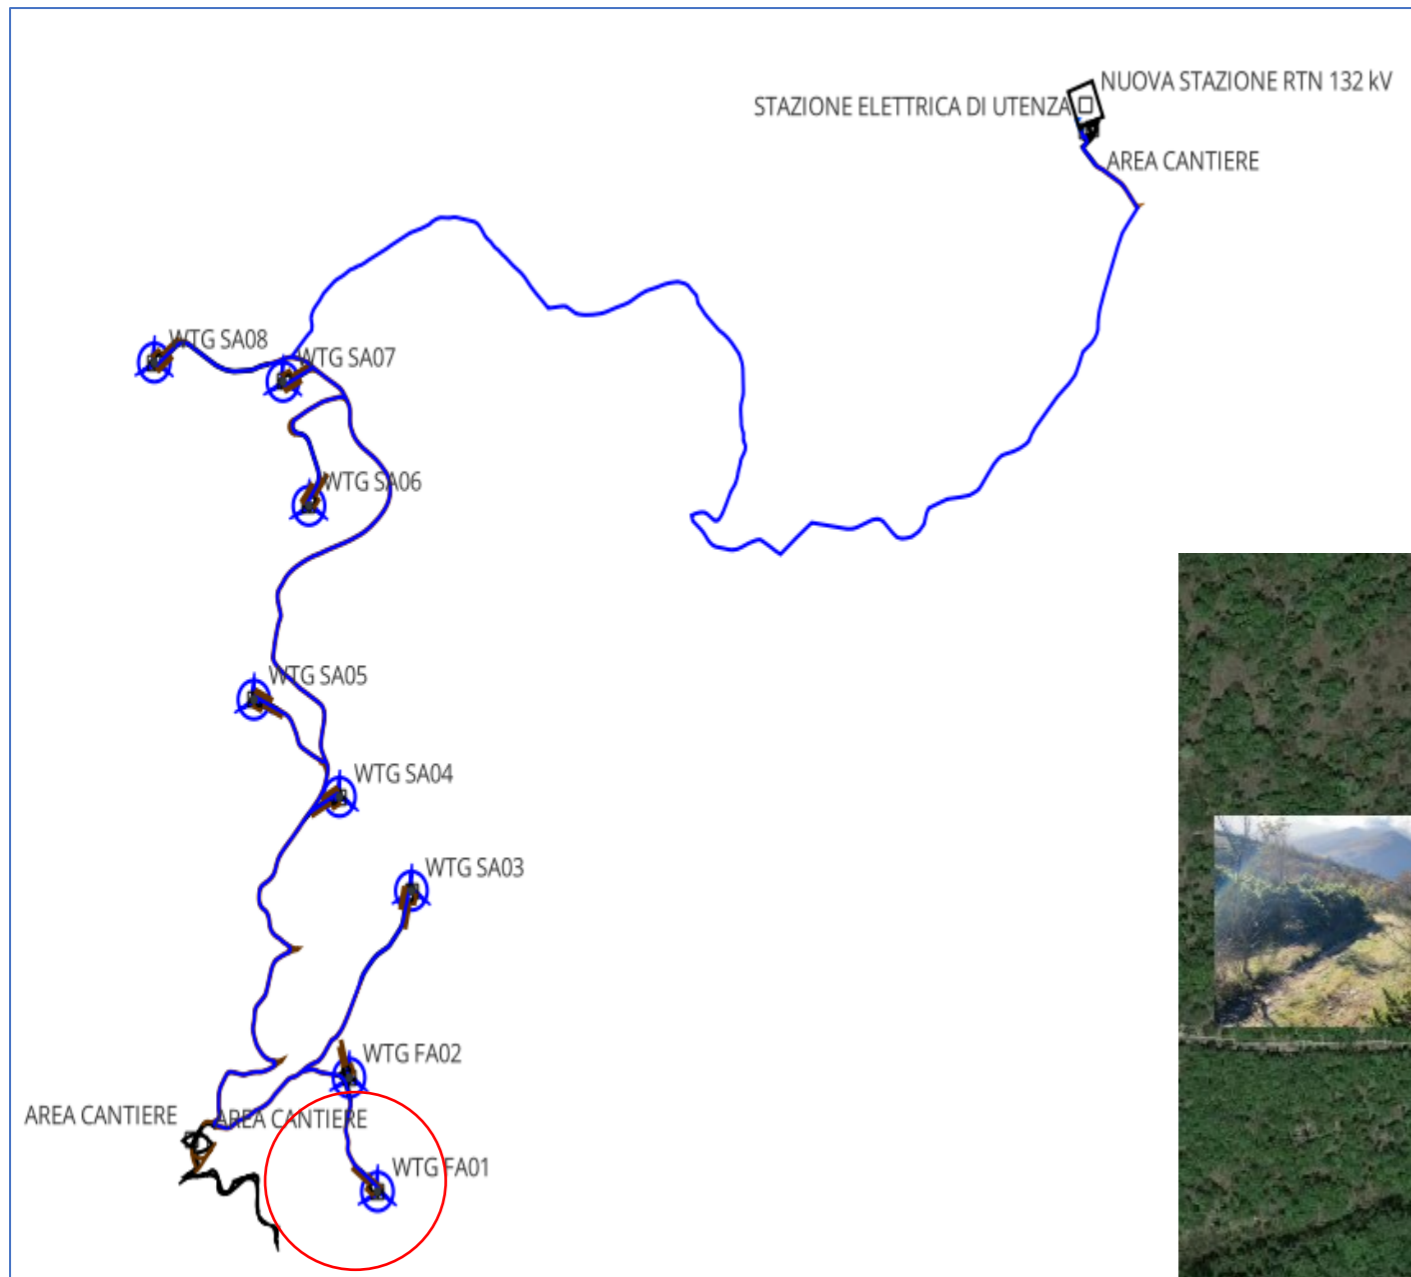 NUOVA STAZIONE RTN 132 kV
STAZIONE ELETTRICA DI UTENZA
AREA CANTIERE
WTG SA08
WTG SA07
WTG SA06
WTG SA05
WTG SA04
WTG SA03
WTG FA02
AREA CANTIERE
AREA CANTIERE
WTG FA01